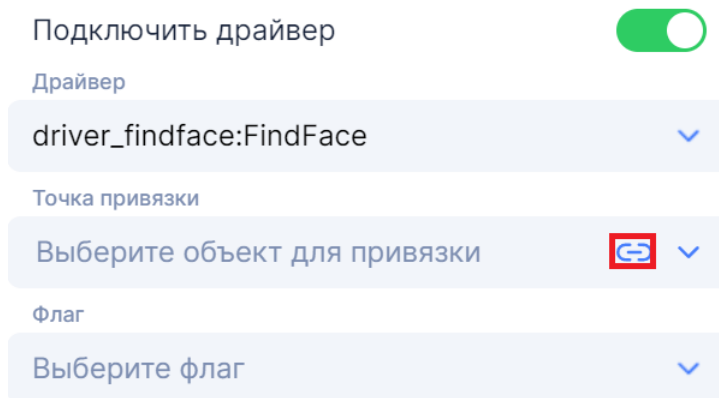 Подключить драйвер
Драйвер
driver_findface:FindFace
Точка привязки
Выберите объект для привязки
Флаг
Выберите флаг